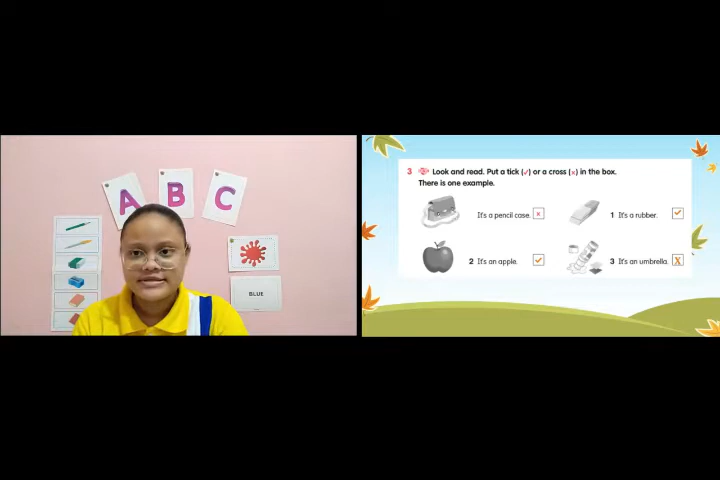 A B C
BLUE
3 Look and read. Put a tick (✓) or a cross (x) in the box.
There is one example.
It's a pencil case. x
1 It's a rubber. ✓
2 It's an apple. ✓
3 It's an umbrella. X